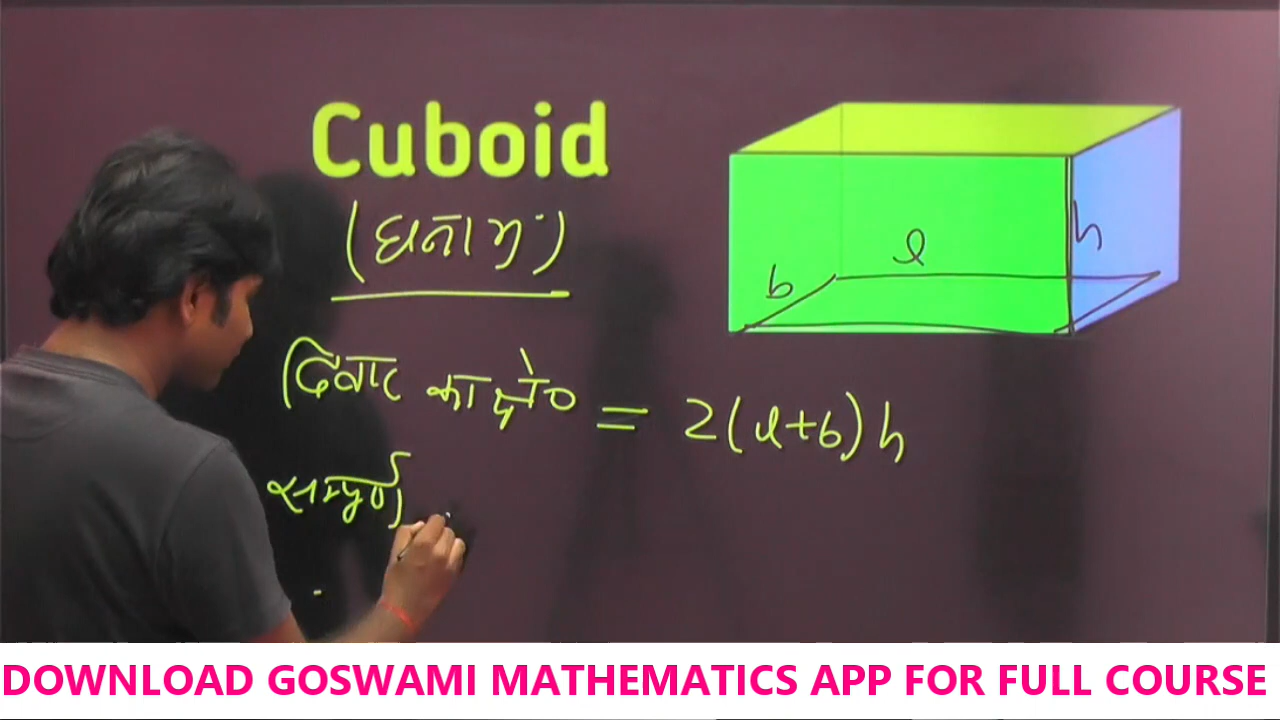 Cuboid
(घनाभ)
b l h
दिवार का क्षे० = 2(l+b)h
सम्पूर्ण
DOWNLOAD GOSWAMI MATHEMATICS APP FOR FULL COURSE